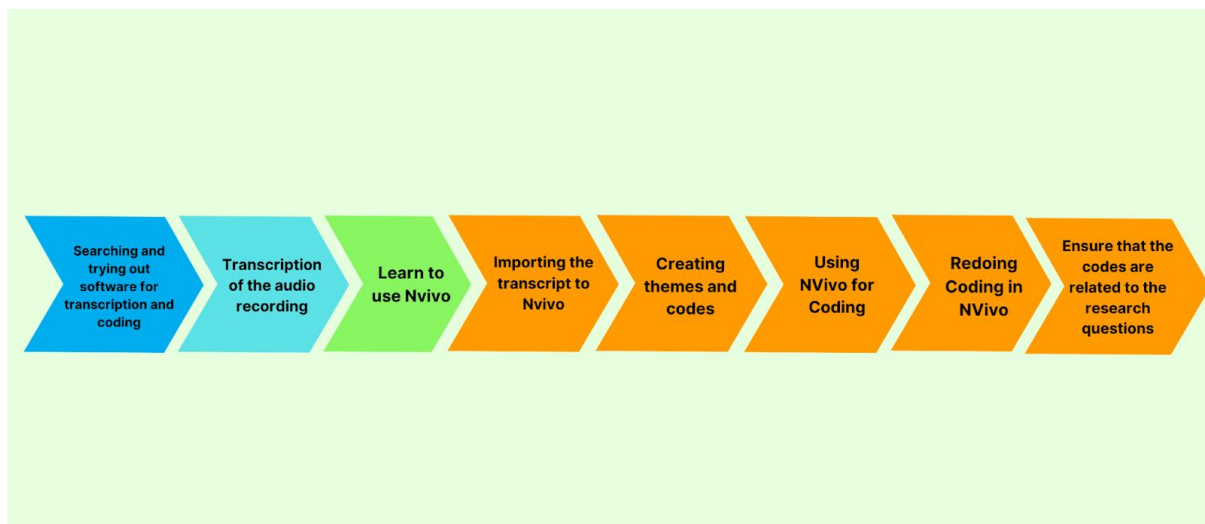 Searching and
trying out
software for
transcription and
coding
Transcription
of the audio
recording
Learn to
use Nvivo
Importing the
transcript to
Nvivo
Creating
themes and
codes
Using
NVivo for
Coding
Redoing
Coding in
NVivo
Ensure that the
codes are
related to the
research
questions